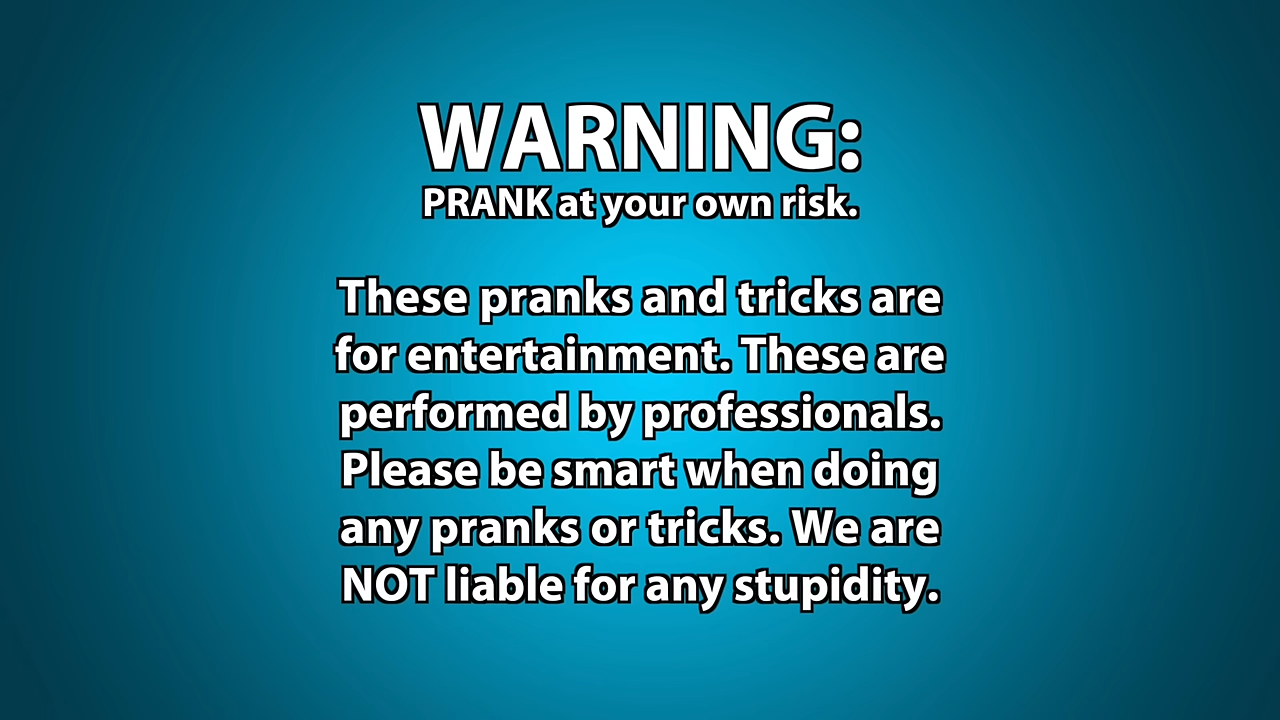 WARNING:
PRANK at your own risk.
These pranks and tricks are
for entertainment. These are
performed by professionals.
Please be smart when doing
any pranks or tricks. We are
NOT liable for any stupidity.